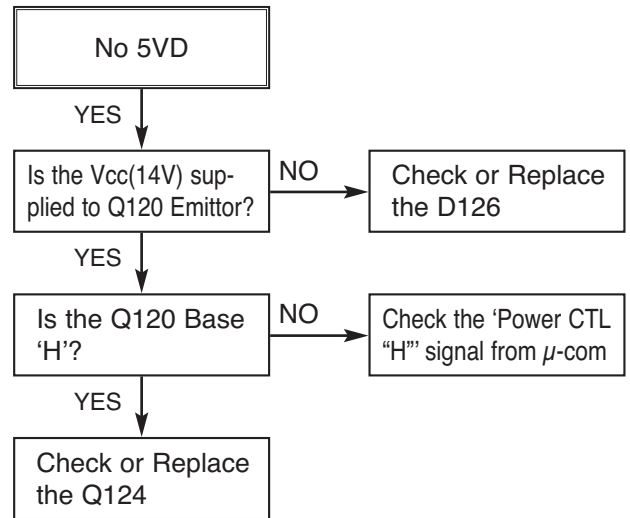 No 5VD
YES
Is the Vcc(14V) sup-
plied to Q120 Emittor?
NO
Check or Replace
the D126
YES
Is the Q120 Base
‘H’?
NO
Check the ‘Power CTL
“H”’ signal from µ-com
YES
Check or Replace
the Q124